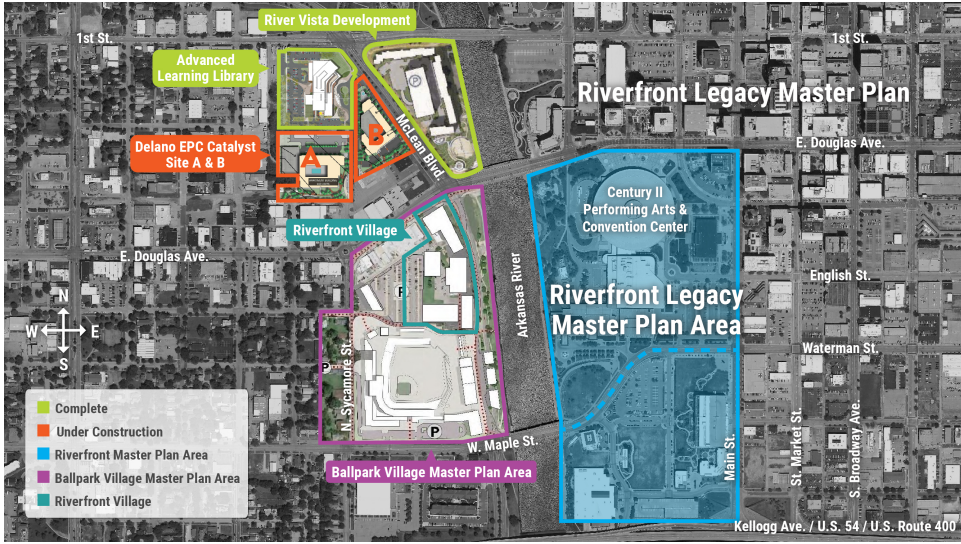 River Vista Development
1st St.
1st St.
Advanced
Learning Library
Riverfront Legacy Master Plan
P
McLean Blvd.
B
Delano EPC Catalyst
Site A & B
A
E. Douglas Ave.
Century II
Performing Arts &
Convention Center
Riverfront Village
E. Douglas Ave.
Arkansas River
English St.
P
Riverfront Legacy
Master Plan Area
N
W
E
S
N. Sycamore St.
Waterman St.
P
Complete
Under Construction
Riverfront Master Plan Area
Ballpark Village Master Plan Area
Riverfront Village
P
W. Maple St.
Ballpark Village Master Plan Area
Main St.
St. Market St.
S. Broadway Ave.
Kellogg Ave. / U.S. 54 / U.S. Route 400